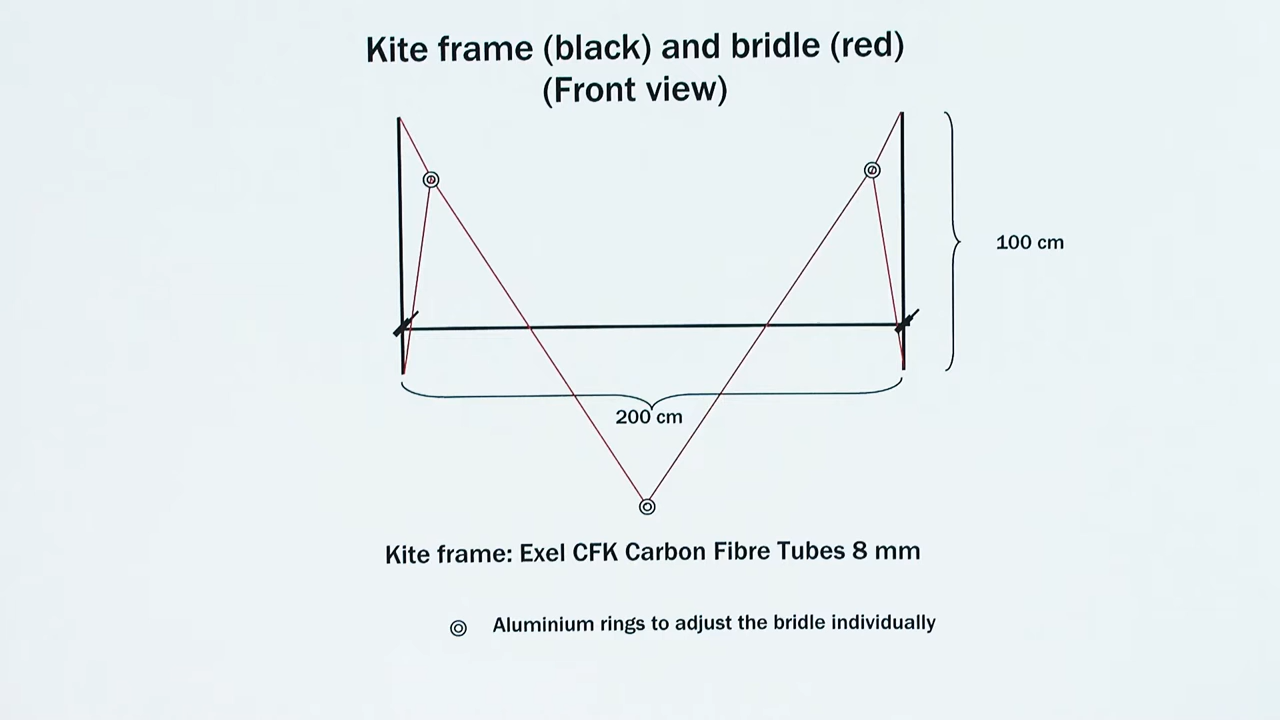 Kite frame (black) and bridle (red)
(Front view)
100 cm
200 cm
Kite frame: Exel CFK Carbon Fibre Tubes 8 mm
Aluminium rings to adjust the bridle individually